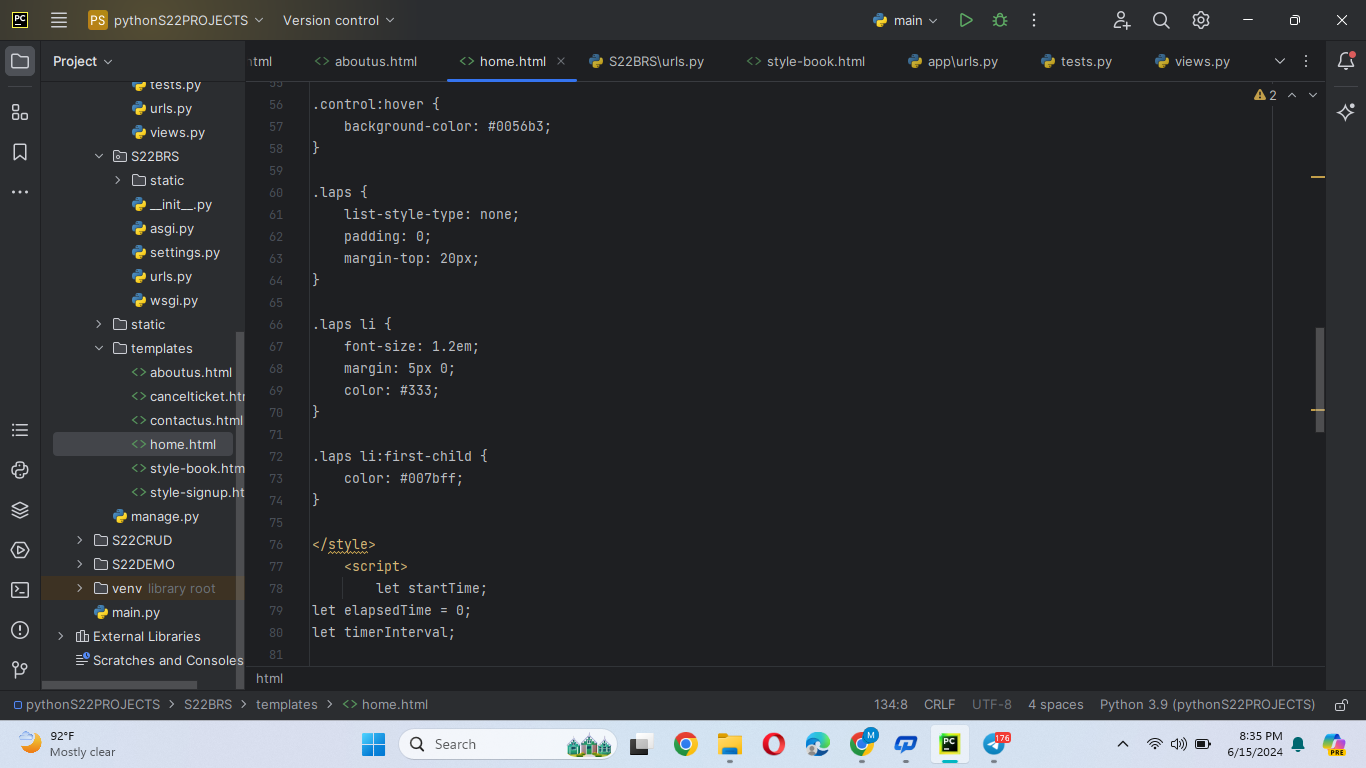 PC
PS pythonS22PROJECTS
Version control
main
Project
html
aboutus.html
home.html
S22BRS\urls.py
style-book.html
app\urls.py
tests.py
views.py
tests.py
urls.py
views.py
S22BRS
static
__init__.py
asgi.py
settings.py
urls.py
wsgi.py
static
templates
aboutus.html
cancelticket.htm
contactus.html
home.html
style-book.htm
style-signup.ht
manage.py
S22CRUD
S22DEMO
venv library root
main.py
External Libraries
Scratches and Consoles
2
55
56 .control:hover {
57 background-color: #0056b3;
58 }
59
60 .laps {
61 list-style-type: none;
62 padding: 0;
63 margin-top: 20px;
64 }
65
66 .laps li {
67 font-size: 1.2em;
68 margin: 5px 0;
69 color: #333;
70 }
71
72 .laps li:first-child {
73 color: #007bff;
74 }
75
76 </style>
77 <script>
78 let startTime;
79 let elapsedTime = 0;
80 let timerInterval;
81
html
pythonS22PROJECTS > S22BRS > templates > home.html
134:8 CRLF UTF-8 4 spaces Python 3.9 (pythonS22PROJECTS)
92°F
Mostly clear
Search
M
PC
176
8:35 PM
6/15/2024
PRE